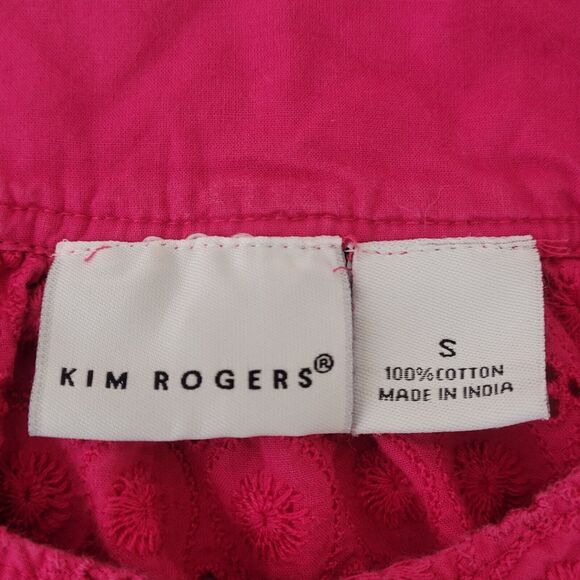 KIM ROGERS®
S
100%COTTON
MADE IN INDIA